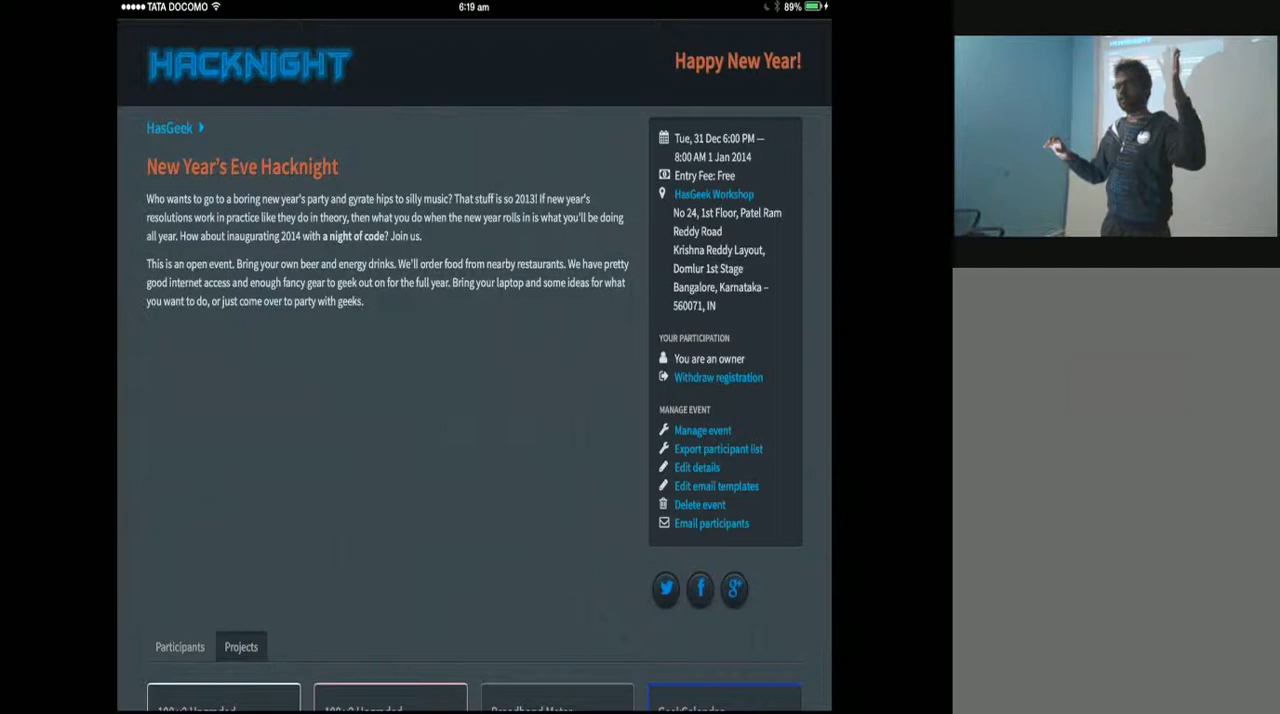 TATA DOCOMO
6:19 am
89%
HACKNIGHT
Happy New Year!
HasGeek
New Year's Eve Hacknight
Who wants to go to a boring new year's party and gyrate hips to silly music? That stuff is so 2013! If new year's
resolutions work in practice like they do in theory, then what you do when the new year rolls in is what you'll be doing
all year. How about inaugurating 2014 with a night of code? Join us.
This is an open event. Bring your own beer and energy drinks. We'll order food from nearby restaurants. We have pretty
good internet access and enough fancy gear to geek out on for the full year. Bring your laptop and some ideas for what
you want to do, or just come over to party with geeks.
Tue, 31 Dec 6:00 PM —
8:00 AM 1 Jan 2014
Entry Fee: Free
HasGeek Workshop
No 24, 1st Floor, Patel Ram
Reddy Road
Krishna Reddy Layout,
Domlur 1st Stage
Bangalore, Karnataka –
560071, IN
YOUR PARTICIPATION
You are an owner
Withdraw registration
MANAGE EVENT
Manage event
Export participant list
Edit details
Edit email templates
Delete event
Email participants
Participants
Projects